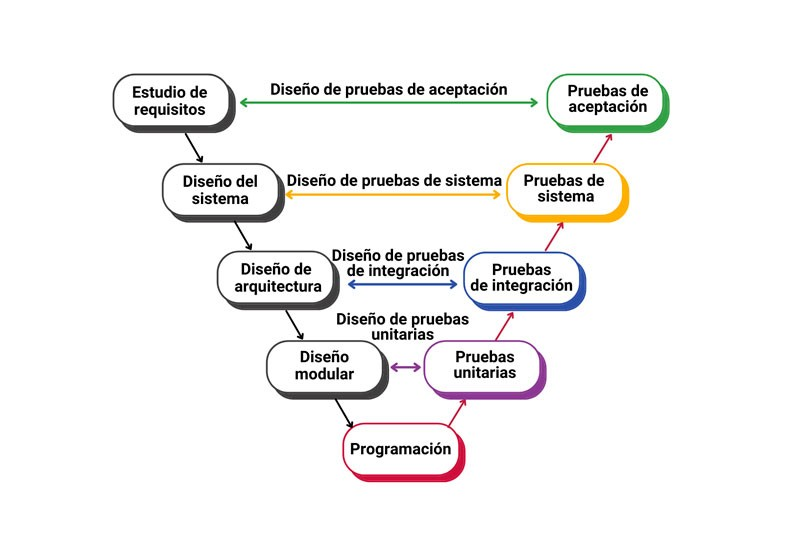 Estudio de
requisitos
Diseño de pruebas de aceptación
Pruebas de
aceptación
Diseño del
sistema
Diseño de pruebas de sistema
Pruebas de
sistema
Diseño de
arquitectura
Diseño de pruebas
de integración
Pruebas
de integración
Diseño de pruebas
unitarias
Diseño
modular
Pruebas
unitarias
Programación